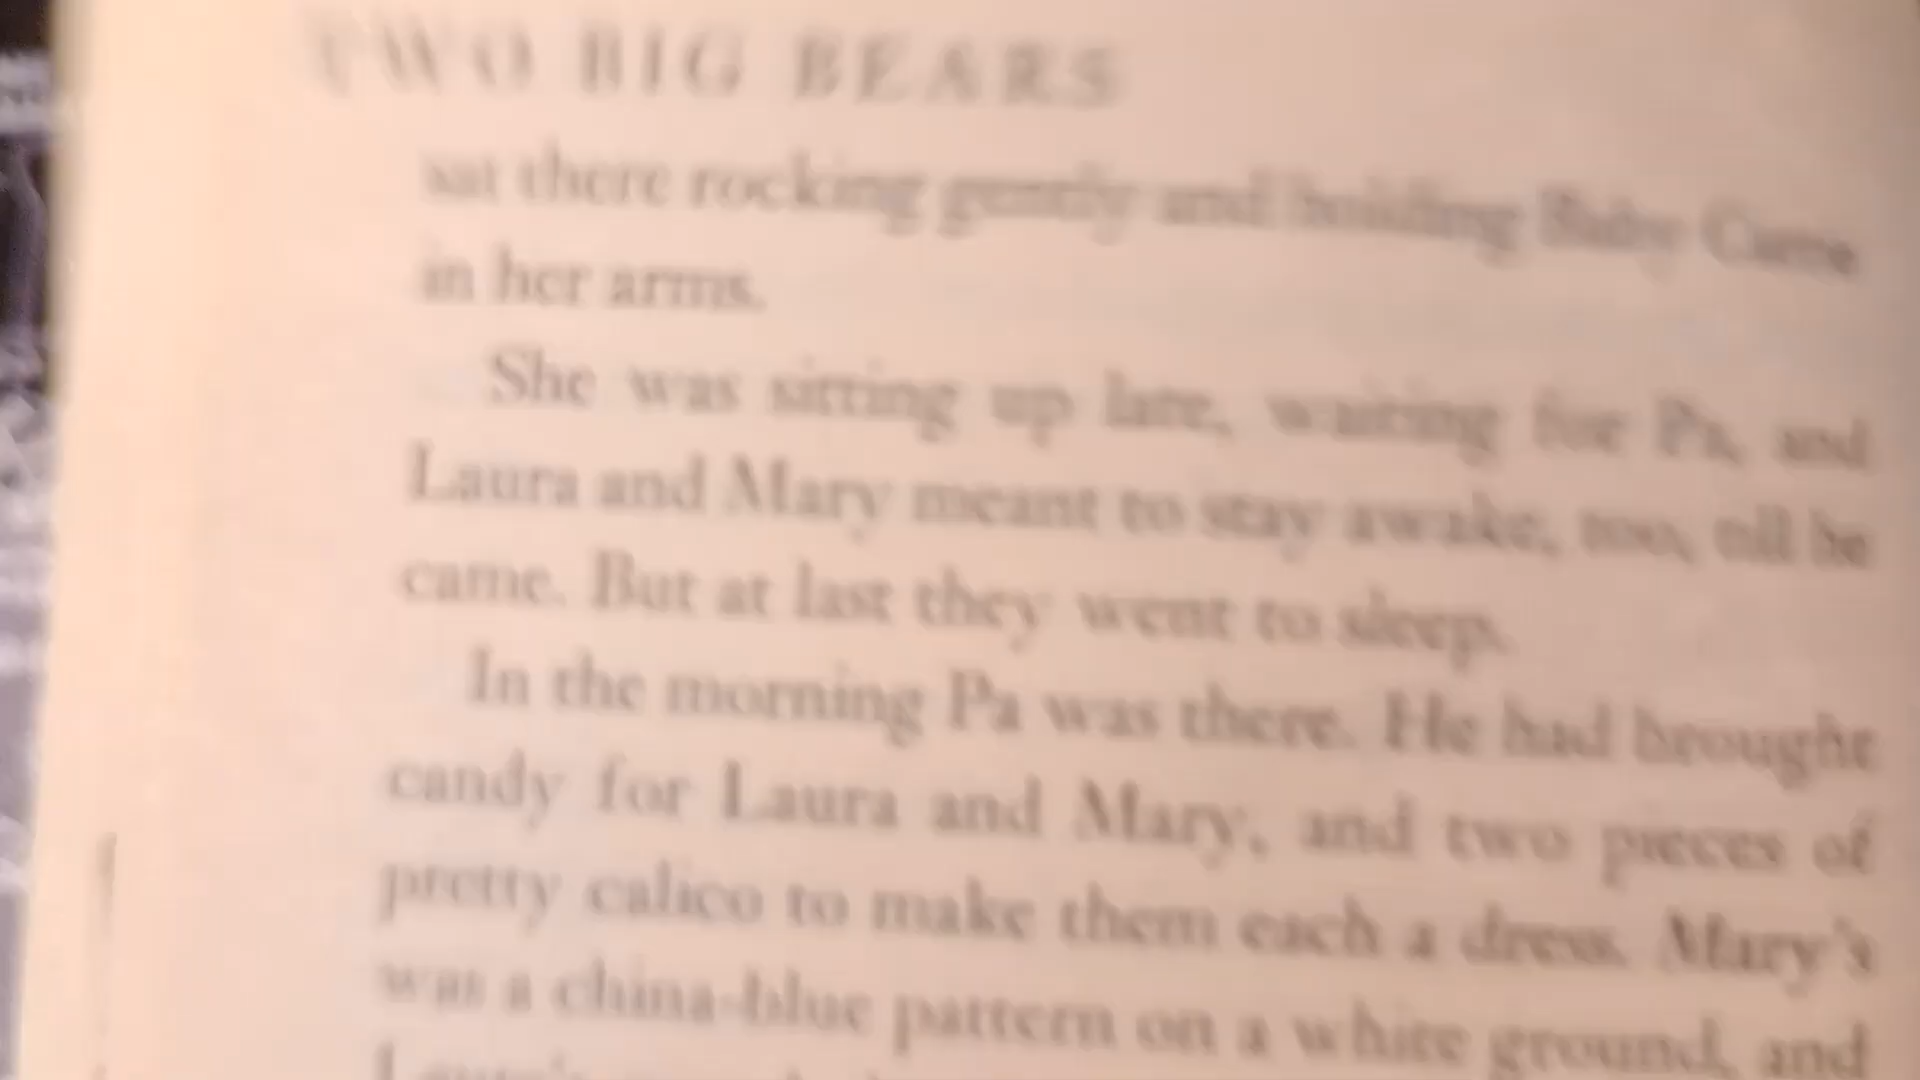 TWO BIG BEARS
sat there rocking gently and holding Baby Carrie
in her arms.
She was sitting up late, waiting for Pa, and
Laura and Mary meant to stay awake, too, till he
came. But at last they went to sleep.
In the morning Pa was there. He had brought
candy for Laura and Mary, and two pieces of
pretty calico to make them each a dress. Mary's
was a china-blue pattern on a white ground, and
Laura's